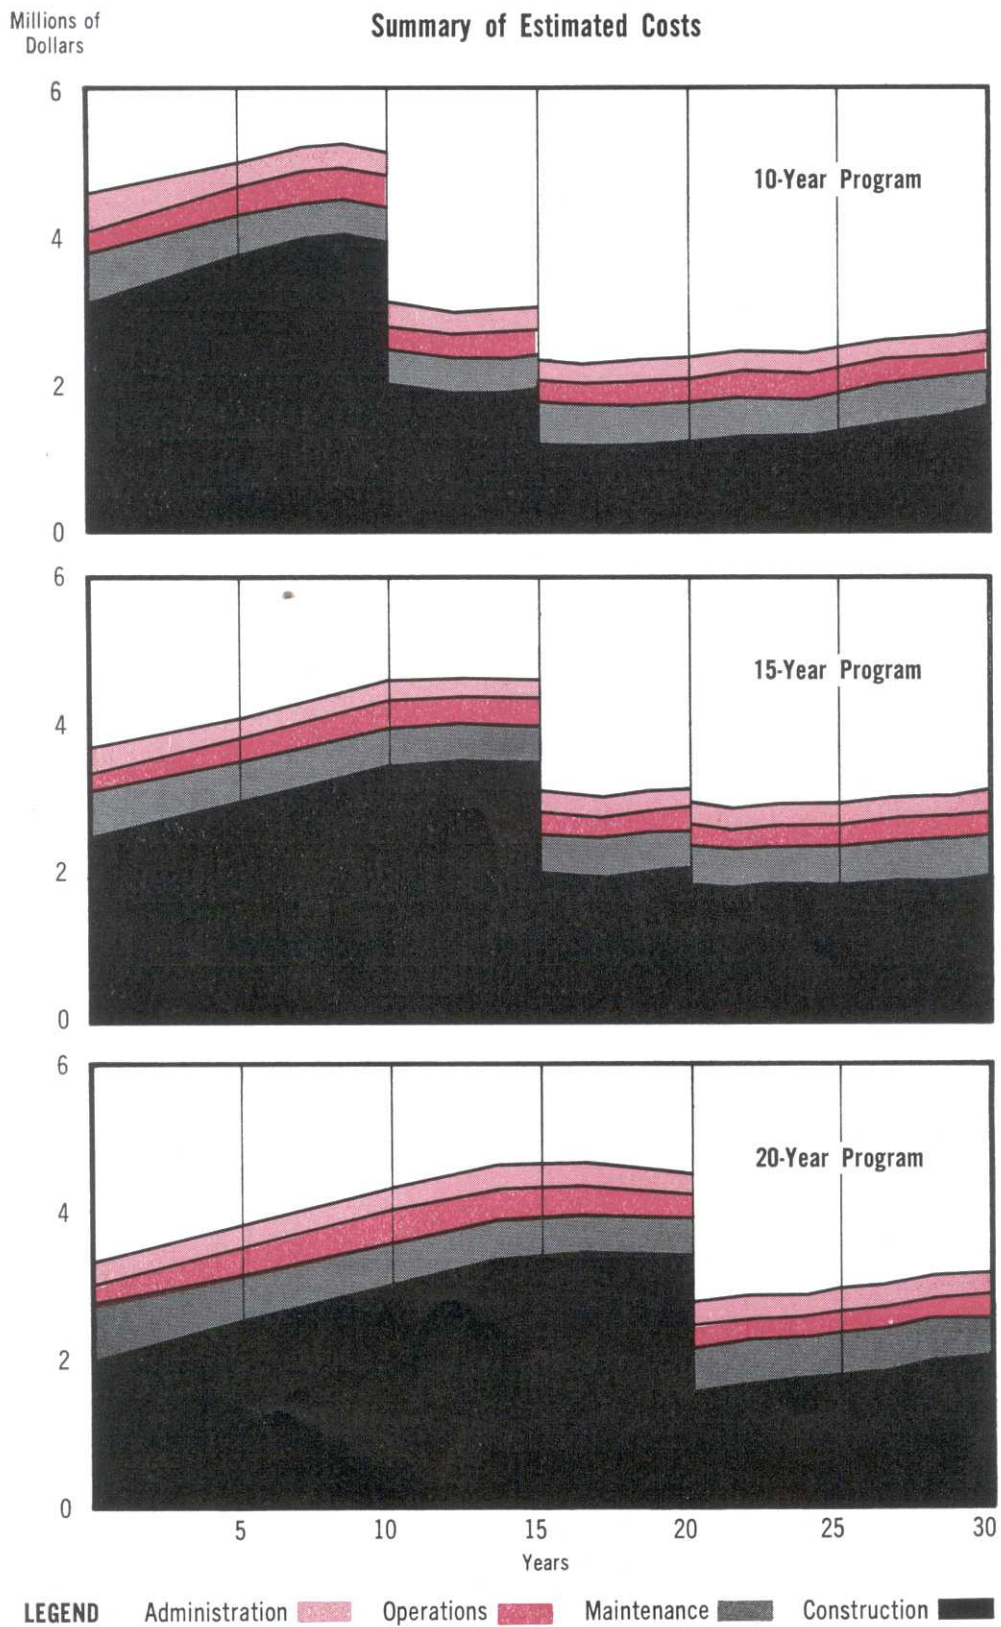 Millions of
Dollars
Summary of Estimated Costs
6
10-Year Program
4
2
0
6
15-Year Program
4
2
0
6
20-Year Program
4
2
0
5 10 15 20 25 30
Years
LEGEND Administration Operations Maintenance Construction